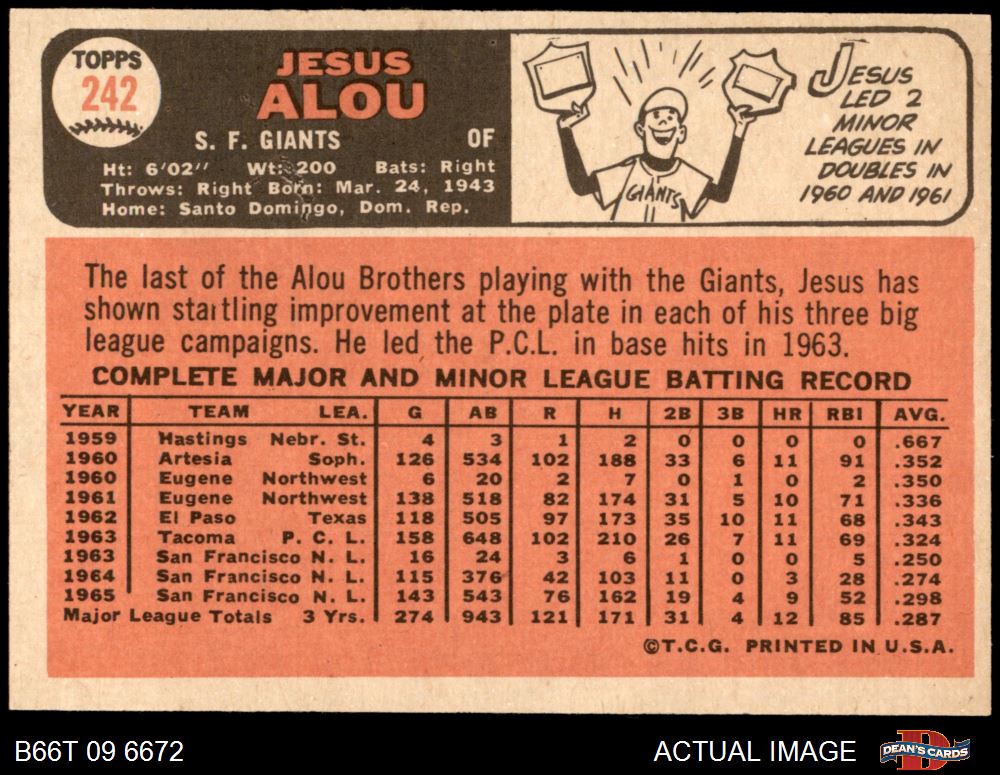 TOPPS
242
JESUS
ALOU
S. F. GIANTS OF
Ht: 6'02" Wt: 200 Bats: Right
Throws: Right Born: Mar. 24, 1943
Home: Santo Domingo, Dom. Rep.
GIANTS
JESUS
LED 2
MINOR
LEAGUES IN
DOUBLES IN
1960 AND 1961
The last of the Alou Brothers playing with the Giants, Jesus has
shown startling improvement at the plate in each of his three big
league campaigns. He led the P.C.L. in base hits in 1963.
COMPLETE MAJOR AND MINOR LEAGUE BATTING RECORD
YEAR TEAM LEA. G AB R H 2B 3B HR RBI AVG.
1959 Hastings Nebr. St. 4 3 1 2 0 0 0 0 .667
1960 Artesia Soph. 126 534 102 188 33 6 11 91 .352
1960 Eugene Northwest 6 20 2 7 0 1 0 2 .350
1961 Eugene Northwest 138 518 82 174 31 5 10 71 .336
1962 El Paso Texas 118 505 97 173 35 10 11 68 .343
1963 Tacoma P. C. L. 158 648 102 210 26 7 11 69 .324
1963 San Francisco N. L. 16 24 3 6 1 0 0 5 .250
1964 San Francisco N. L. 115 376 42 103 11 0 3 28 .274
1965 San Francisco N. L. 143 543 76 162 19 4 9 52 .298
Major League Totals 3 Yrs. 274 943 121 171 31 4 12 85 .287
©T.C.G. PRINTED IN U.S.A.
B66T 09 6672
ACTUAL IMAGE
D
DEAN'S CARDS